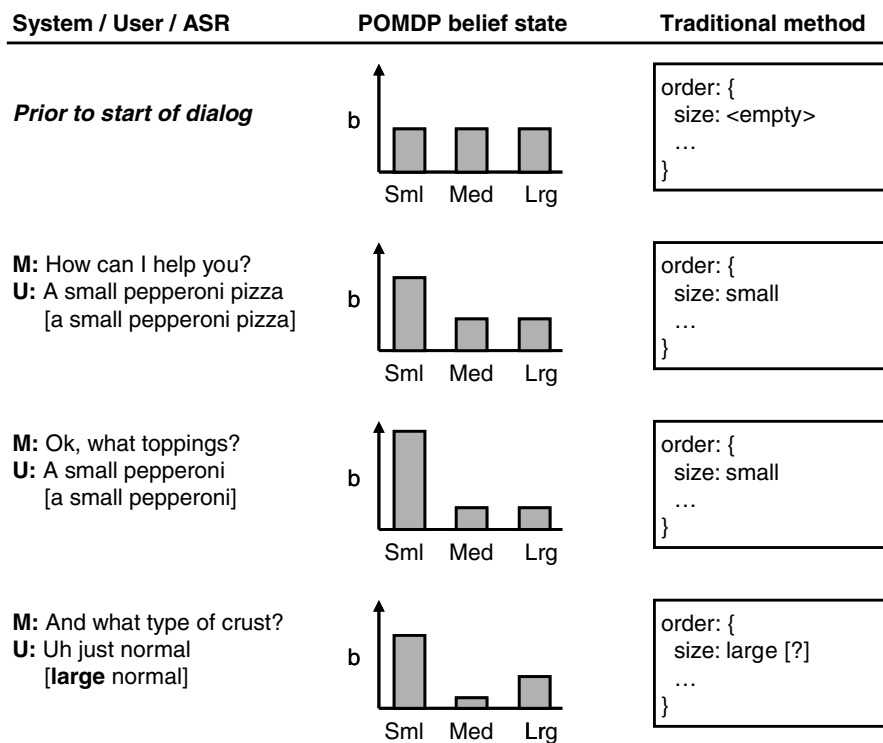 System / User / ASR POMDP belief state Traditional method
Prior to start of dialog
b
Sml Med Lrg
order: {
size: <empty>
…
}
M: How can I help you?
U: A small pepperoni pizza
[a small pepperoni pizza]
b
Sml Med Lrg
order: {
size: small
…
}
M: Ok, what toppings?
U: A small pepperoni
[a small pepperoni]
b
Sml Med Lrg
order: {
size: small
…
}
M: And what type of crust?
U: Uh just normal
[large normal]
b
Sml Med Lrg
order: {
size: large [?]
…
}